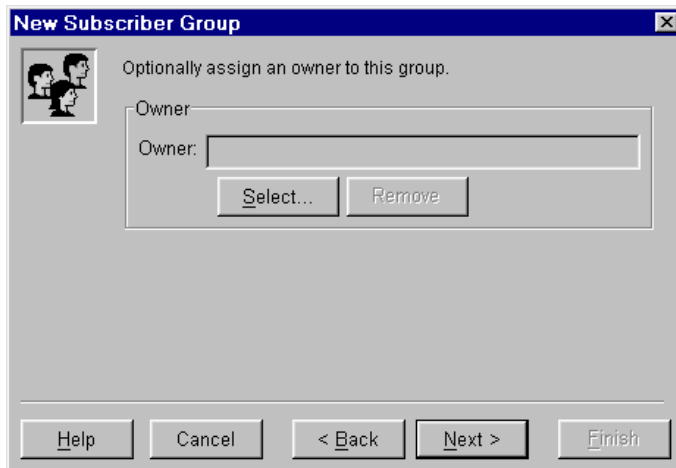 New Subscriber Group
Optionally assign an owner to this group.
Owner
Owner:
Select... Remove
Help Cancel < Back Next > Finish